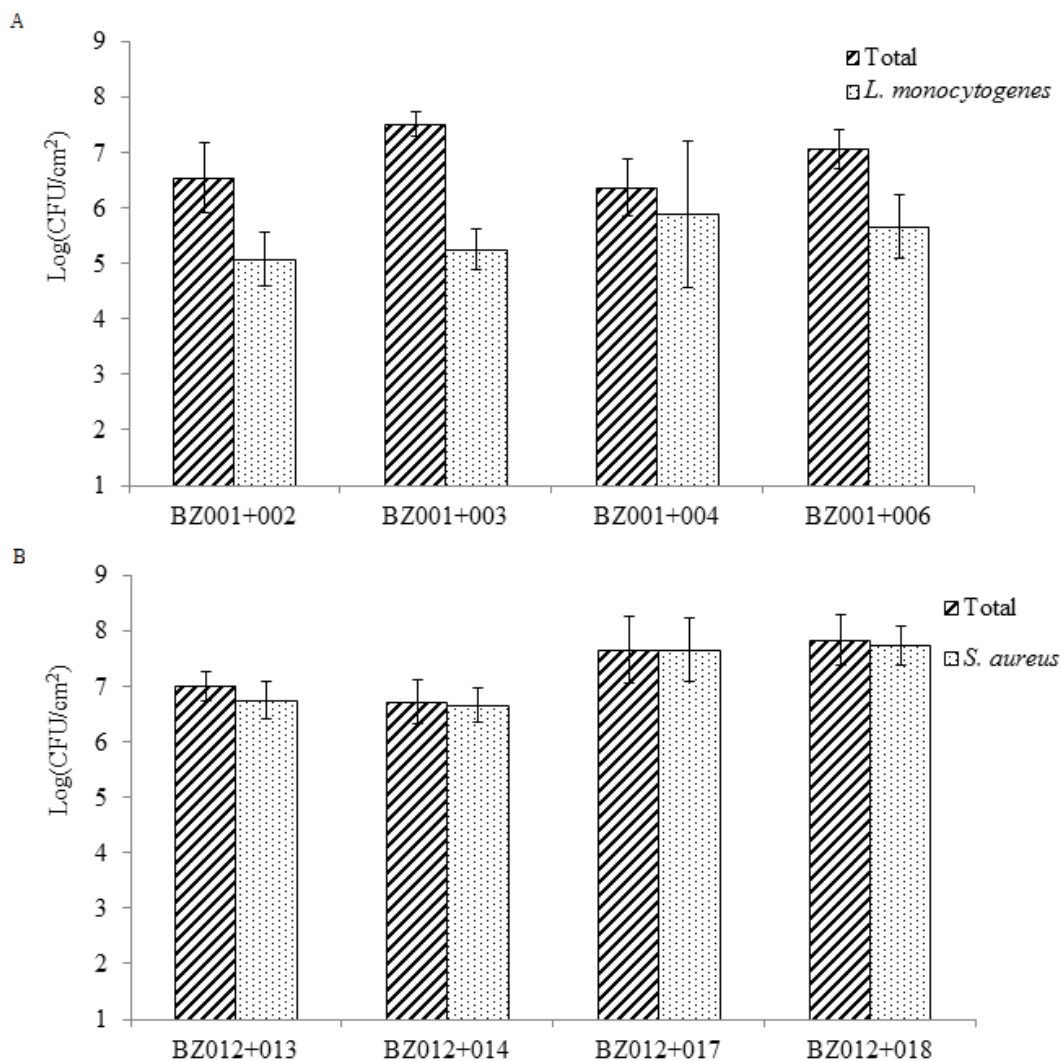 A
9
8
7
6
5
4
3
2
1
Log(CFU/cm²)
Total
L. monocytogenes
BZ001+002 BZ001+003 BZ001+004 BZ001+006
B
9
8
7
6
5
4
3
2
1
Log(CFU/cm²)
Total
S. aureus
BZ012+013 BZ012+014 BZ012+017 BZ012+018